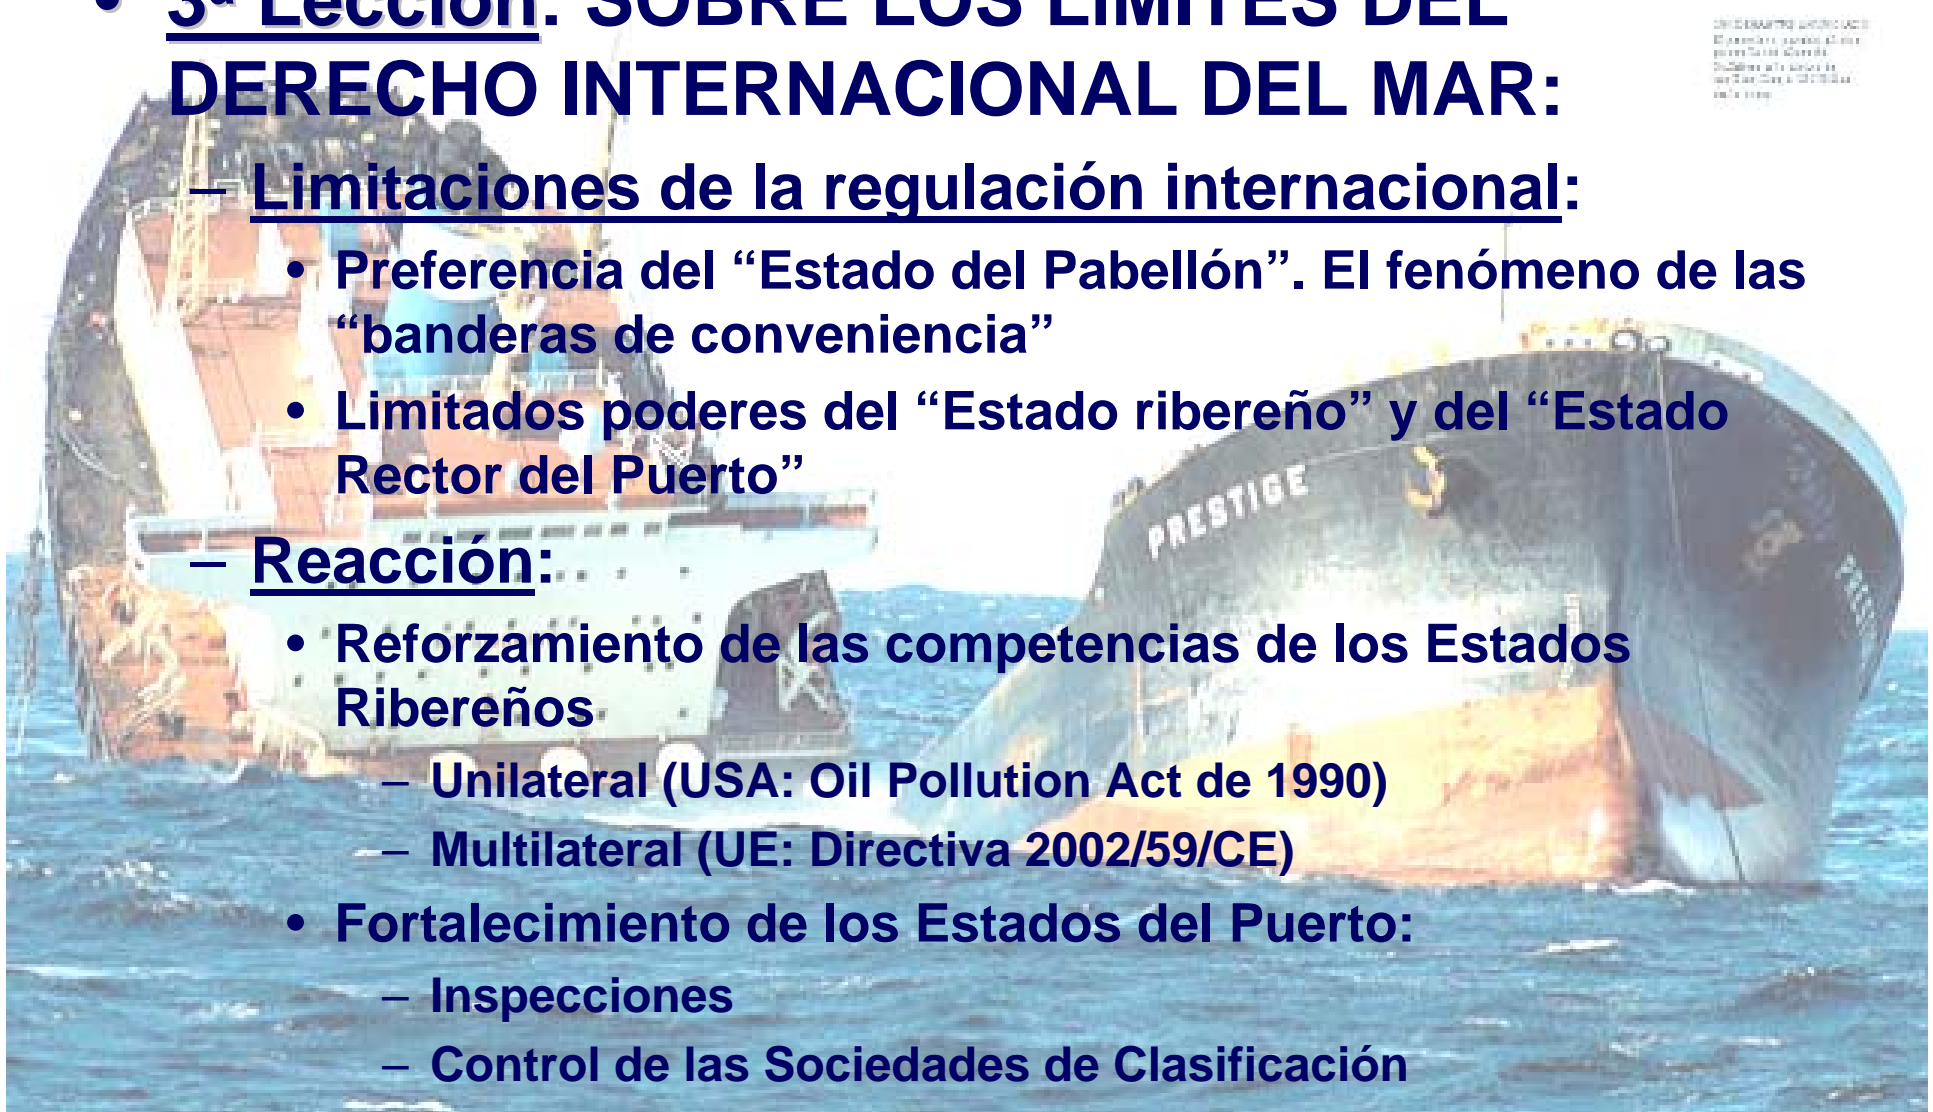 • 3ª Lección: SOBRE LOS LÍMITES DEL
DERECHO INTERNACIONAL DEL MAR:
– Limitaciones de la regulación internacional:
• Preferencia del “Estado del Pabellón”. El fenómeno de las
“banderas de conveniencia”
• Limitados poderes del “Estado ribereño” y del “Estado
Rector del Puerto”
PRESTIGE
– Reacción:
• Reforzamiento de las competencias de los Estados
Ribereños
– Unilateral (USA: Oil Pollution Act de 1990)
– Multilateral (UE: Directiva 2002/59/CE)
• Fortalecimiento de los Estados del Puerto:
– Inspecciones
– Control de las Sociedades de Clasificación